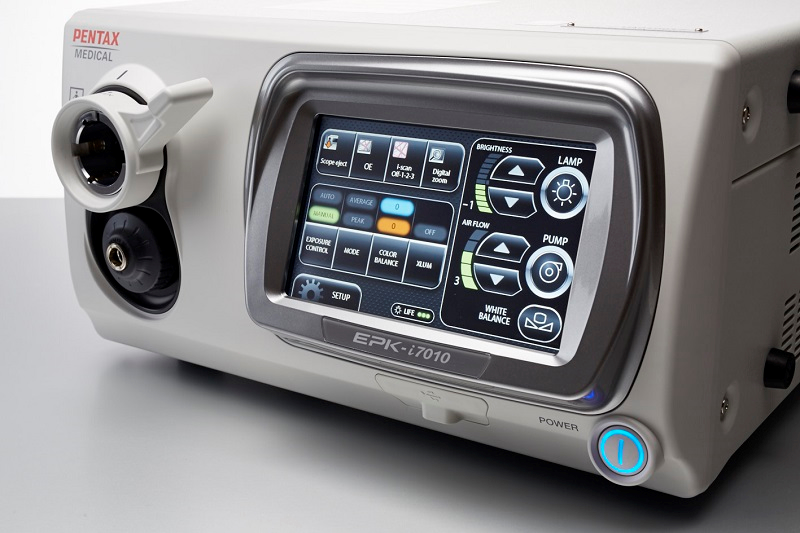 PENTAX
MEDICAL
Scope eject
OE
i-scan
Off-1-2-3
Digital
zoom
BRIGHTNESS
LAMP
-1
AUTO
AVERAGE
0
MANUAL
PEAK
0
OFF
AIR FLOW
PUMP
3
EXPOSURE
CONTROL
MODE
COLOR
BALANCE
XLUM
SETUP
LIFE
WHITE
BALANCE
EPK-i7010
POWER